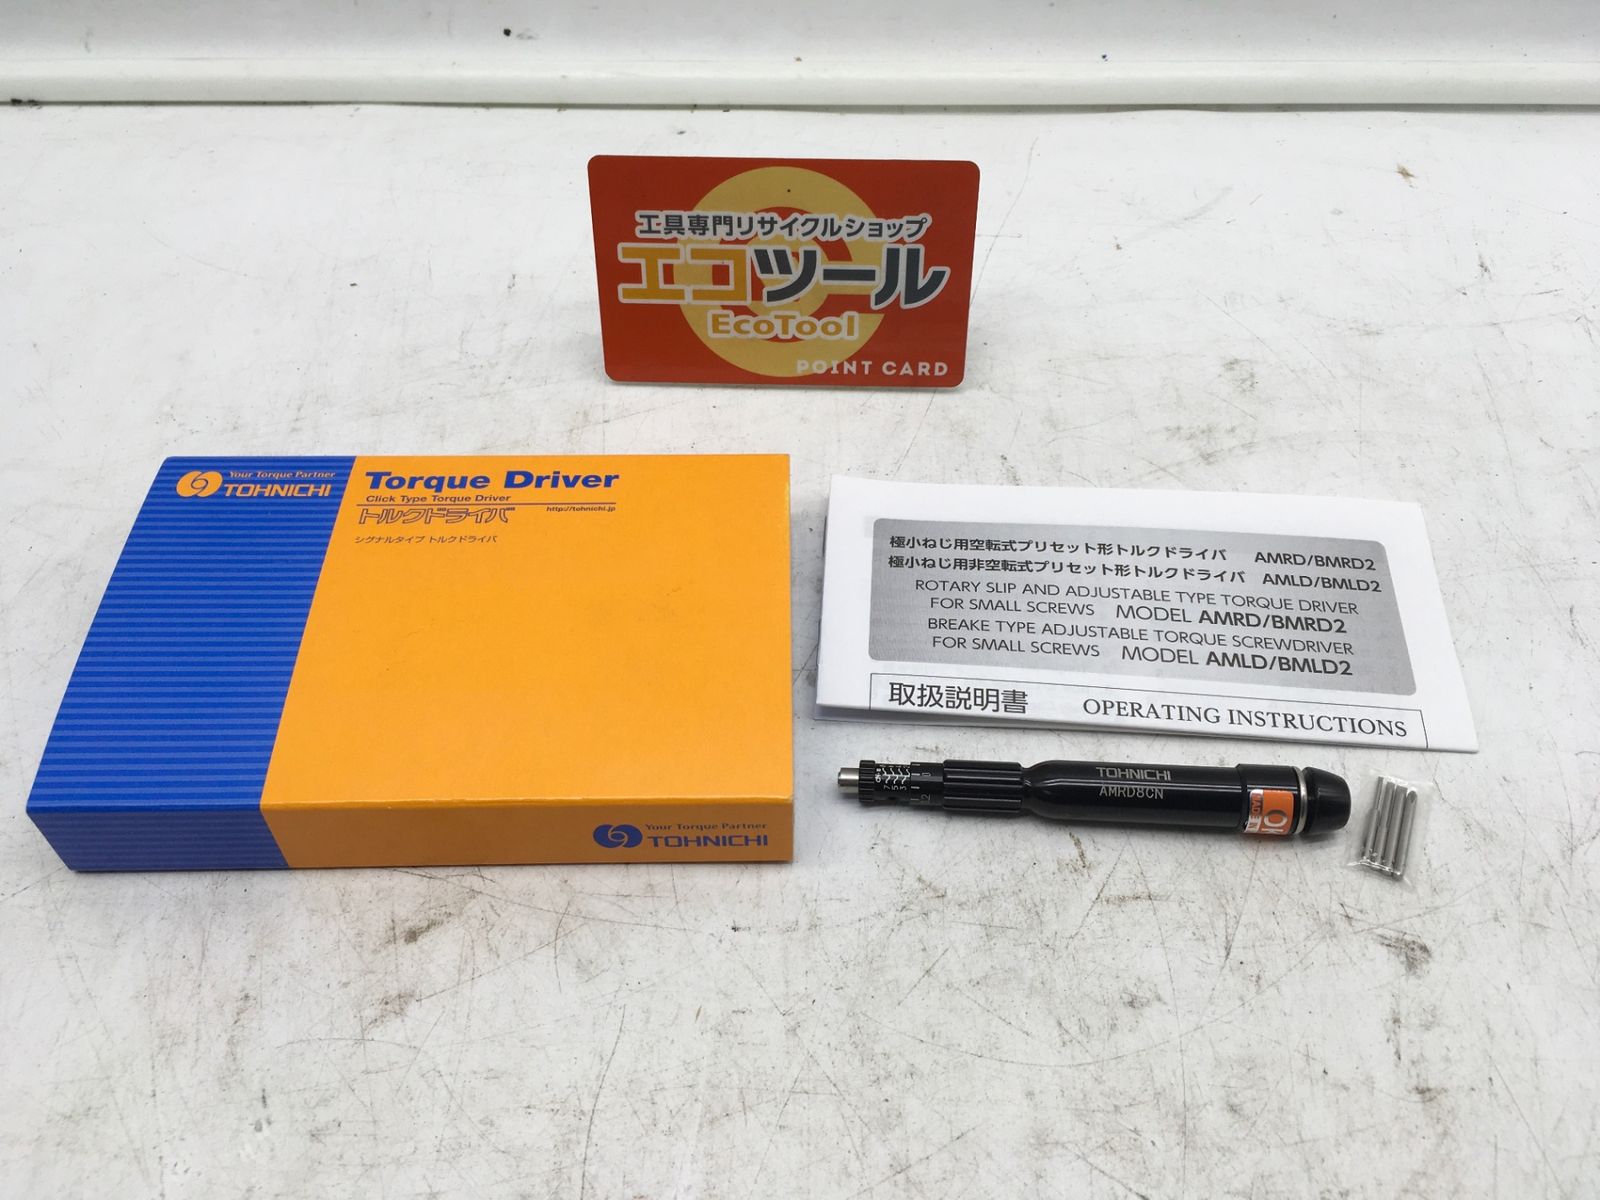 工具専門リサイクルショップ
エコツール
EcoTool
POINT CARD
Your Torque Partner
TOHNICHI
Torque Driver
Click Type Torque Driver
トルクドライバ
http://tohnichi.jp
シグナルタイプ トルクドライバ
Your Torque Partner
TOHNICHI
極小ねじ用空転式プリセット形トルクドライバ AMRD/BMRD2
極小ねじ用非空転式プリセット形トルクドライバ AMLD/BMLD2
ROTARY SLIP AND ADJUSTABLE TYPE TORQUE DRIVER
FOR SMALL SCREWS MODEL AMRD/BMRD2
BREAKE TYPE ADJUSTABLE TORQUE SCREWDRIVER
FOR SMALL SCREWS MODEL AMLD/BMLD2
取扱説明書 OPERATING INSTRUCTIONS
TOHNICHI
AMRD8CN
OK